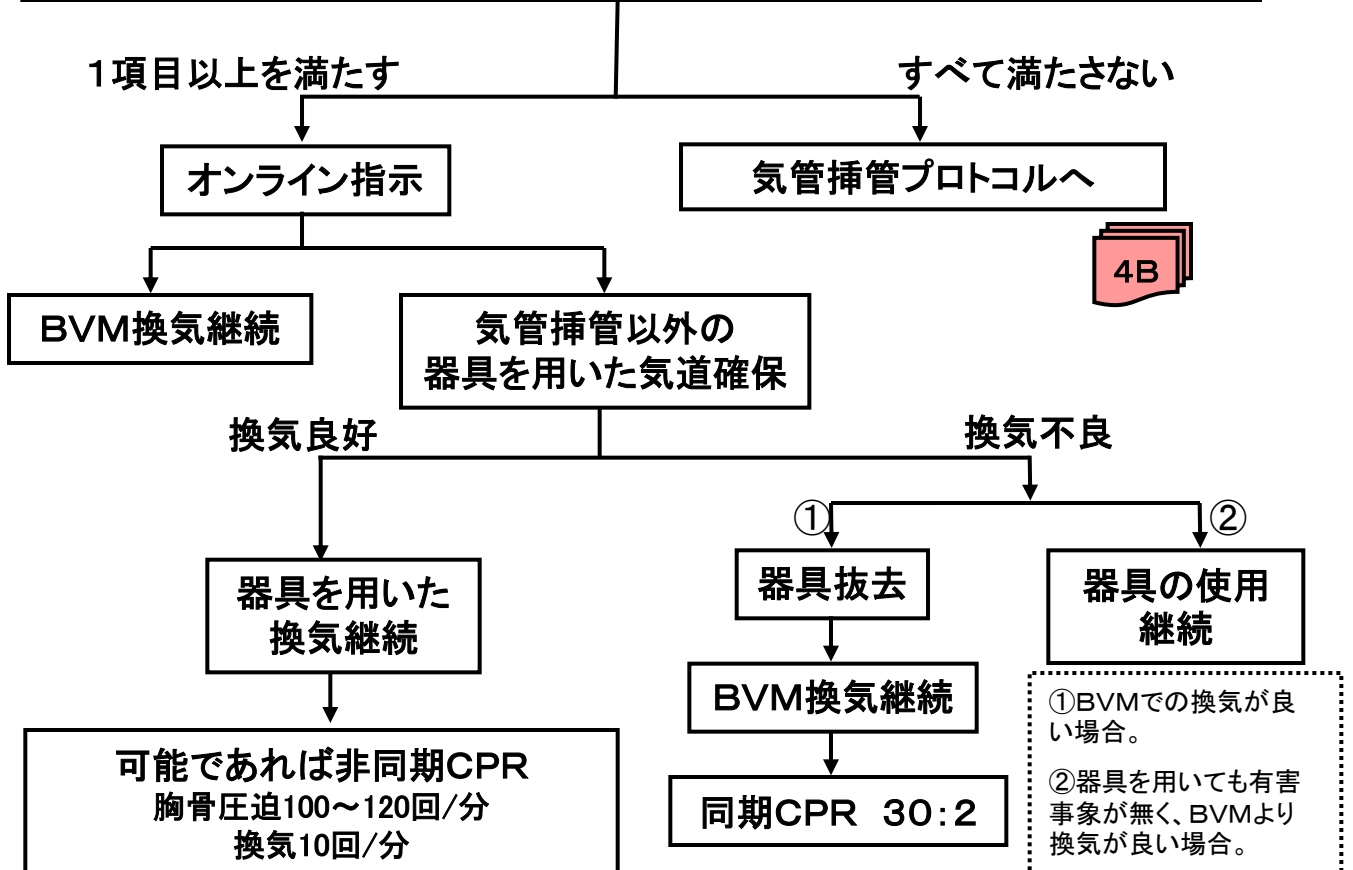 1項目以上を満たす
すべて満たさない
オンライン指示
気管挿管プロトコルへ
4B
BVM換気継続
気管挿管以外の
器具を用いた気道確保
換気良好
換気不良
①
②
器具を用いた
換気継続
器具抜去
器具の使用
継続
BVM換気継続
①BVMでの換気が良
い場合。
②器具を用いても有害
事象が無く、BVMより
換気が良い場合。
可能であれば非同期CPR
胸骨圧迫100～120回/分
換気10回/分
同期CPR 30:2